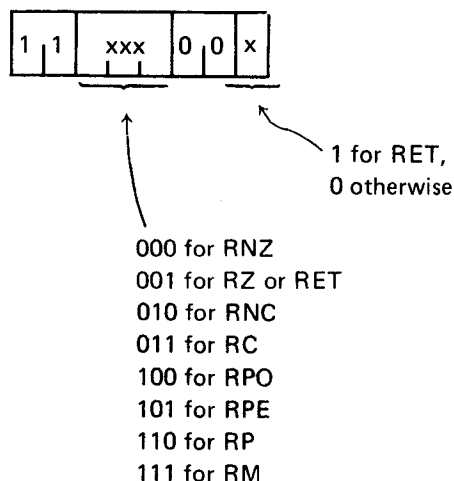 1 1 xxx 0 0 x
1 for RET,
0 otherwise
000 for RNZ
001 for RZ or RET
010 for RNC
011 for RC
100 for RPO
101 for RPE
110 for RP
111 for RM